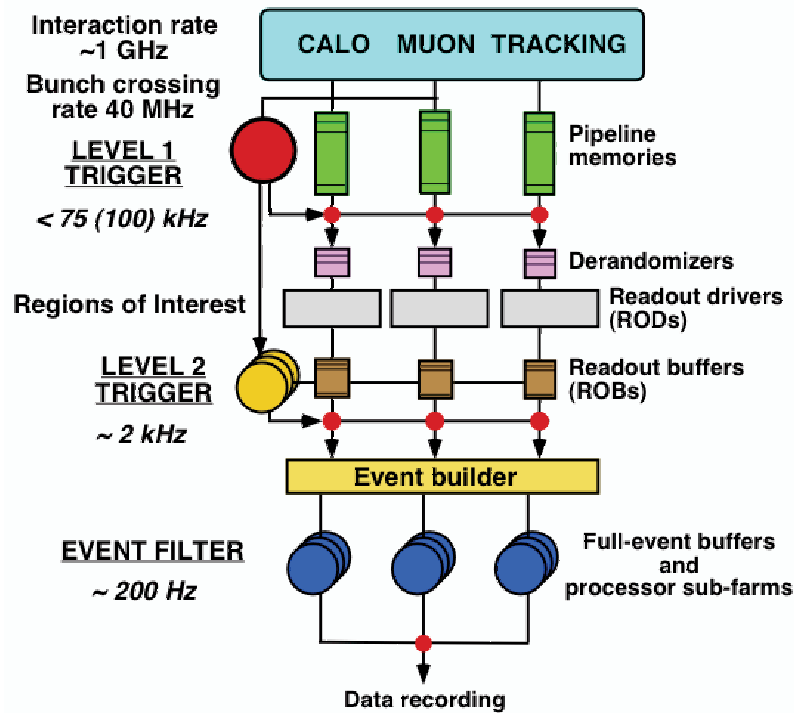 Interaction rate
~1 GHz
CALO MUON TRACKING
Bunch crossing
rate 40 MHz
LEVEL 1
TRIGGER
Pipeline
memories
< 75 (100) kHz
Derandomizers
Regions of Interest
Readout drivers
(RODs)
LEVEL 2
TRIGGER
Readout buffers
(ROBs)
~ 2 kHz
Event builder
EVENT FILTER
~ 200 Hz
Full-event buffers
and
processor sub-farms
Data recording